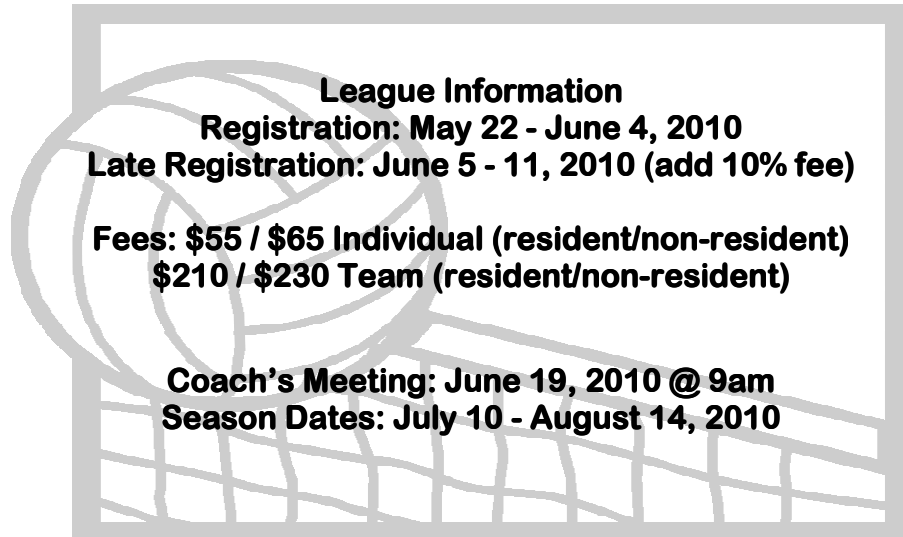 League Information
Registration: May 22 - June 4, 2010
Late Registration: June 5 - 11, 2010 (add 10% fee)
Fees: $55 / $65 Individual (resident/non-resident)
$210 / $230 Team (resident/non-resident)
Coach’s Meeting: June 19, 2010 @ 9am
Season Dates: July 10 - August 14, 2010